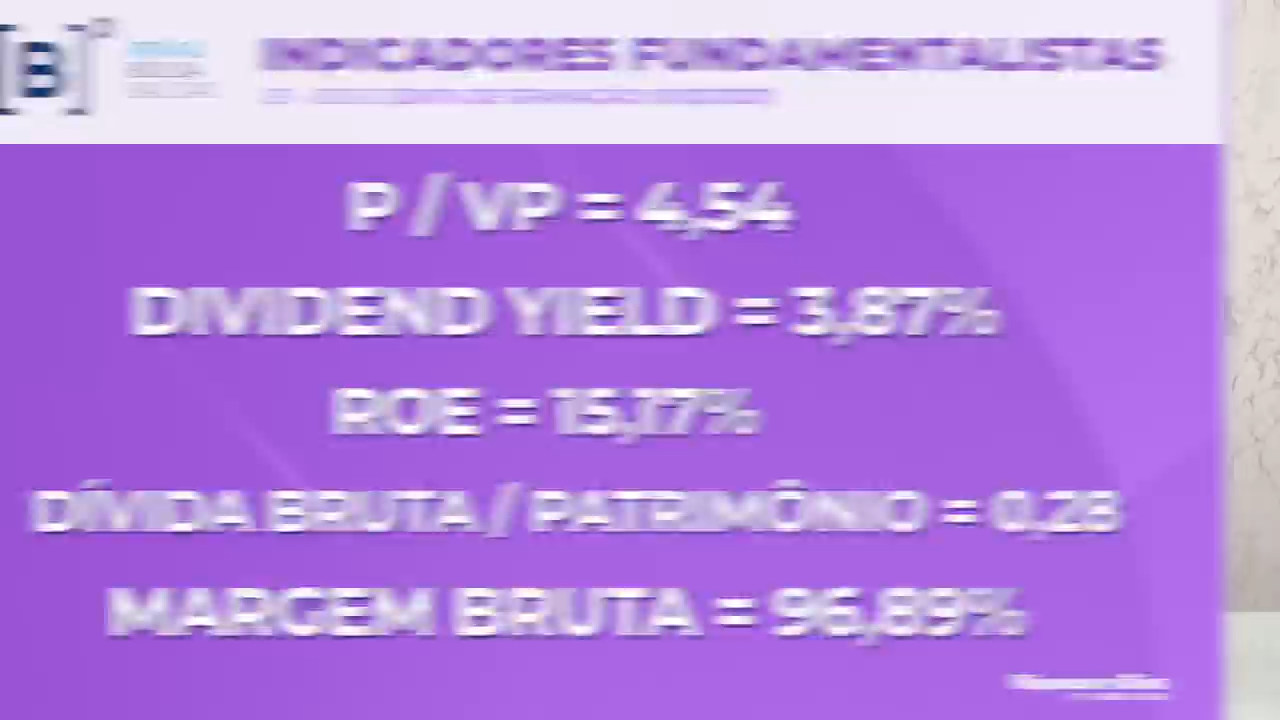 [B]³
INDICADORES FUNDAMENTALISTAS
P / VP = 4,54
DIVIDEND YIELD = 3,87%
ROE = 15,17%
DÍVIDA BRUTA / PATRIMÔNIO = 0,28
MARGEM BRUTA = 96,89%